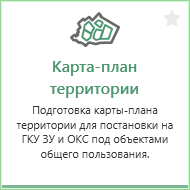 Карта-план
территории
Подготовка карты-плана
территории для постановки на
ГКУ ЗУ и ОКС под объектами
общего пользования.